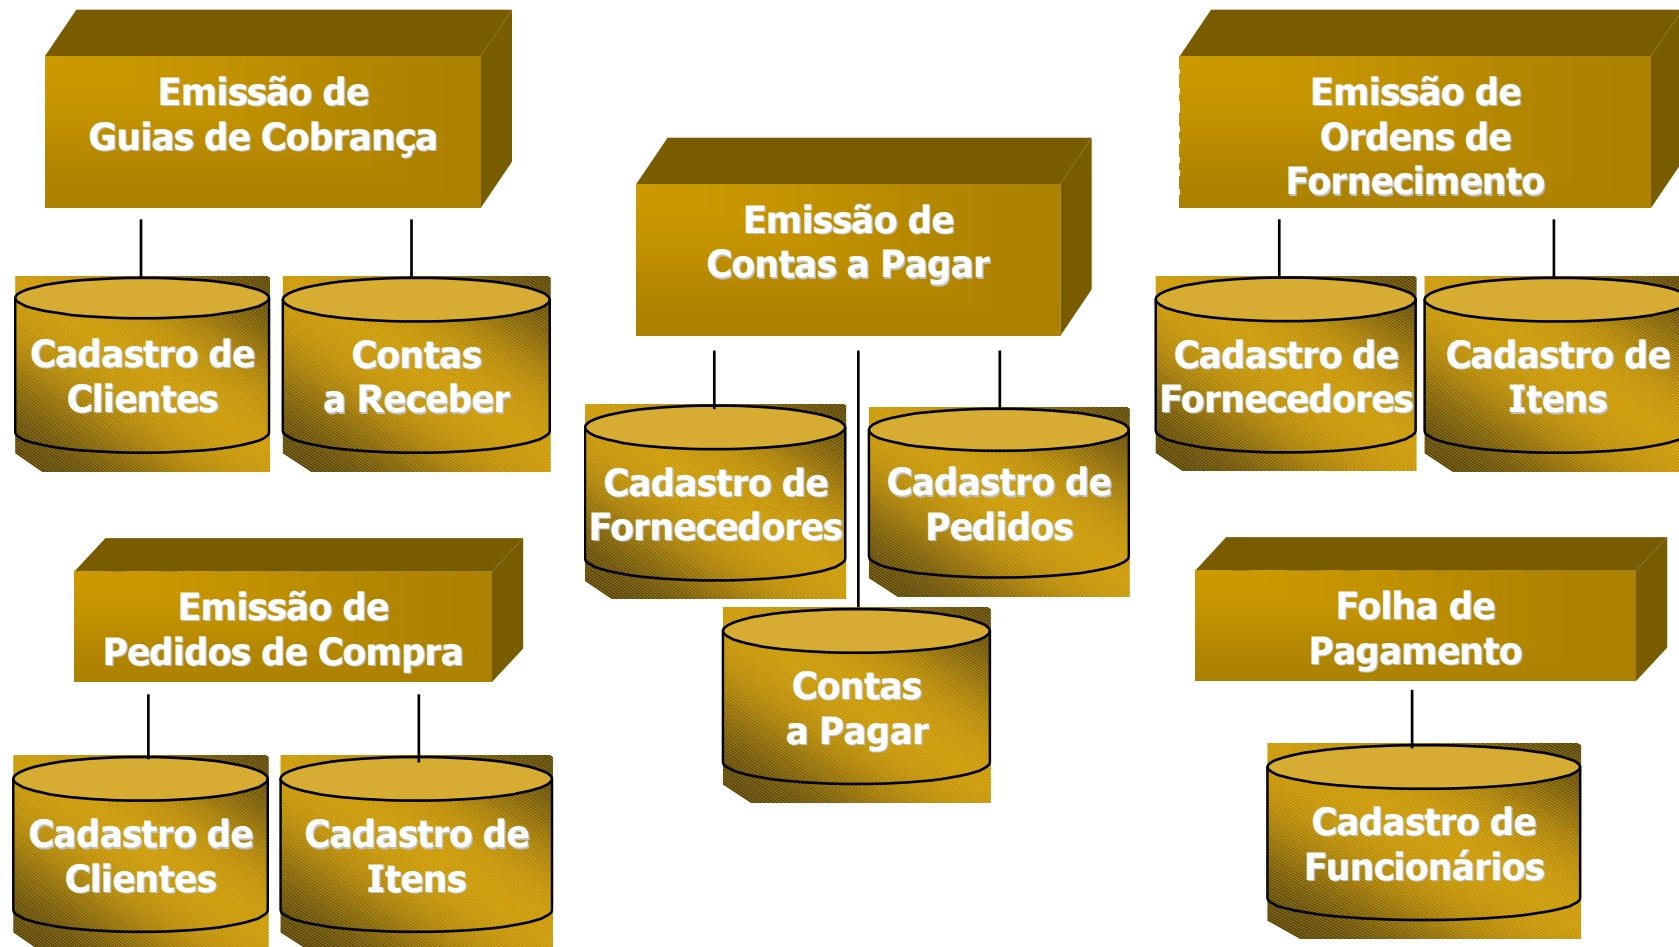 Emissão de
Guias de Cobrança
Cadastro de
Clientes
Contas
a Receber
Emissão de
Contas a Pagar
Cadastro de
Fornecedores
Cadastro de
Pedidos
Contas
a Pagar
Emissão de
Ordens de
Fornecimento
Cadastro de
Fornecedores
Cadastro de
Itens
Emissão de
Pedidos de Compra
Cadastro de
Clientes
Cadastro de
Itens
Folha de
Pagamento
Cadastro de
Funcionários